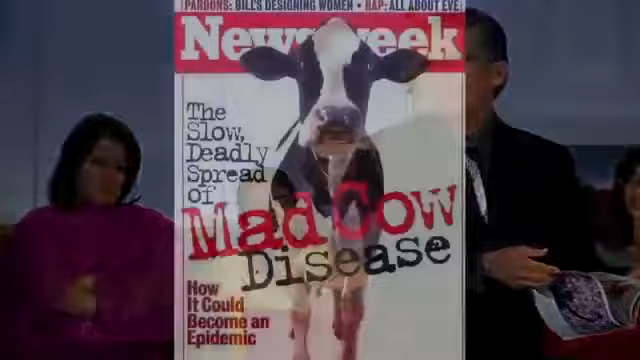 PARDONS: BILL'S DESIGNING WOMEN • RAP: ALL ABOUT EVE
Newsweek
The
Slow,
Deadly
Spread
of
Mad Cow
Disease
How
It Could
Become an
Epidemic